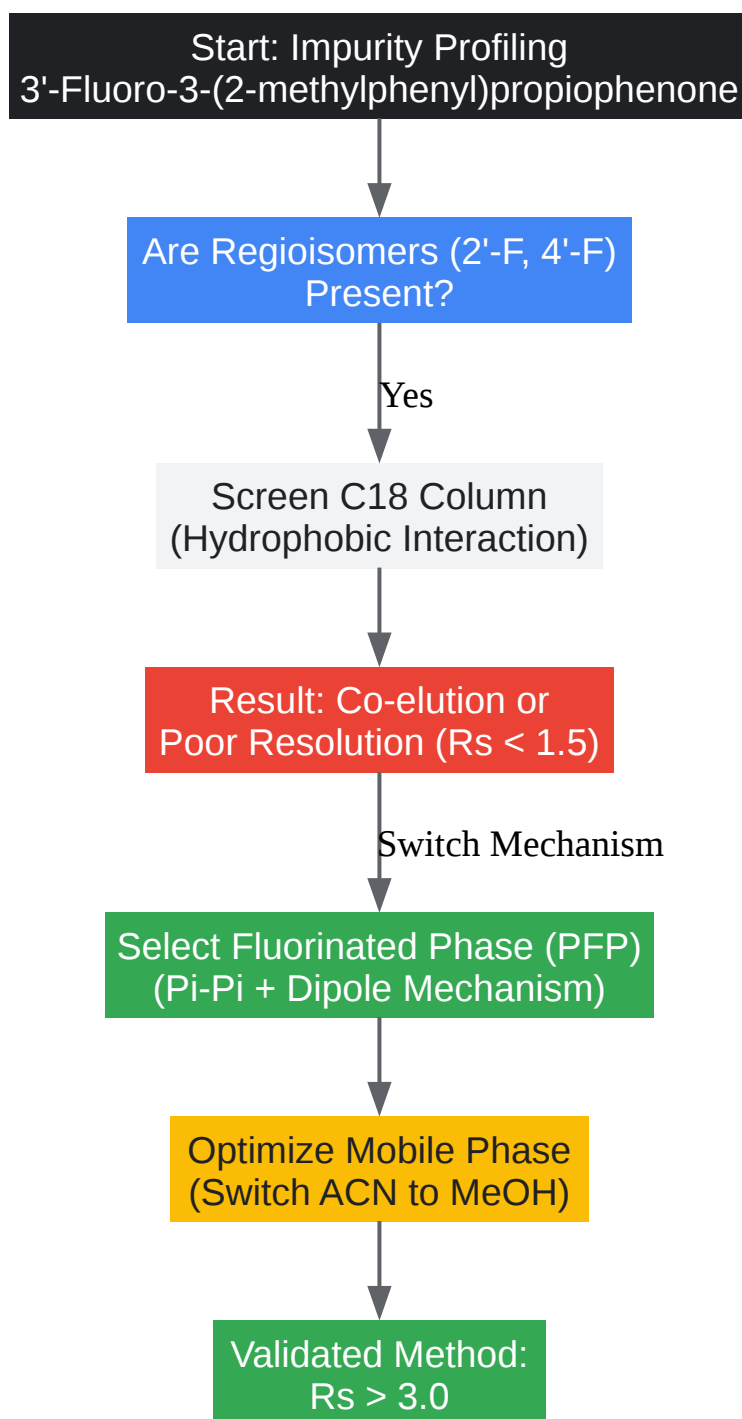 Start: Impurity Profiling
3'-Fluoro-3-(2-methylphenyl)propiophenone
Are Regioisomers (2'-F, 4'-F)
Present?
Yes
Screen C18 Column
(Hydrophobic Interaction)
Result: Co-elution or
Poor Resolution (Rs < 1.5)
Switch Mechanism
Select Fluorinated Phase (PFP)
(Pi-Pi + Dipole Mechanism)
Optimize Mobile Phase
(Switch ACN to MeOH)
Validated Method:
Rs > 3.0